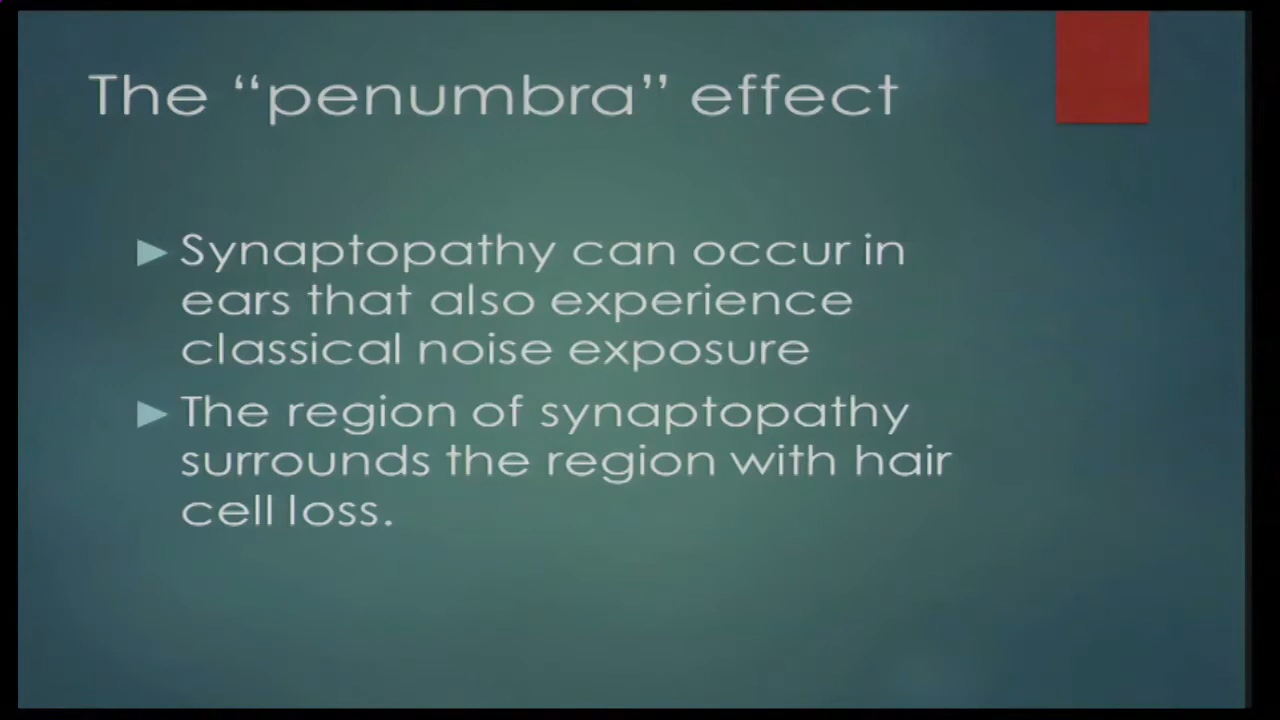 The “penumbra” effect
Synaptopathy can occur in
ears that also experience
classical noise exposure
The region of synaptopathy
surrounds the region with hair
cell loss.